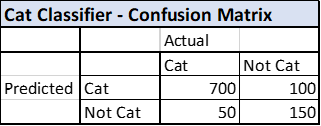 Cat Classifier - Confusion Matrix
Actual
Cat Not Cat
Predicted Cat 700 100
Not Cat 50 150